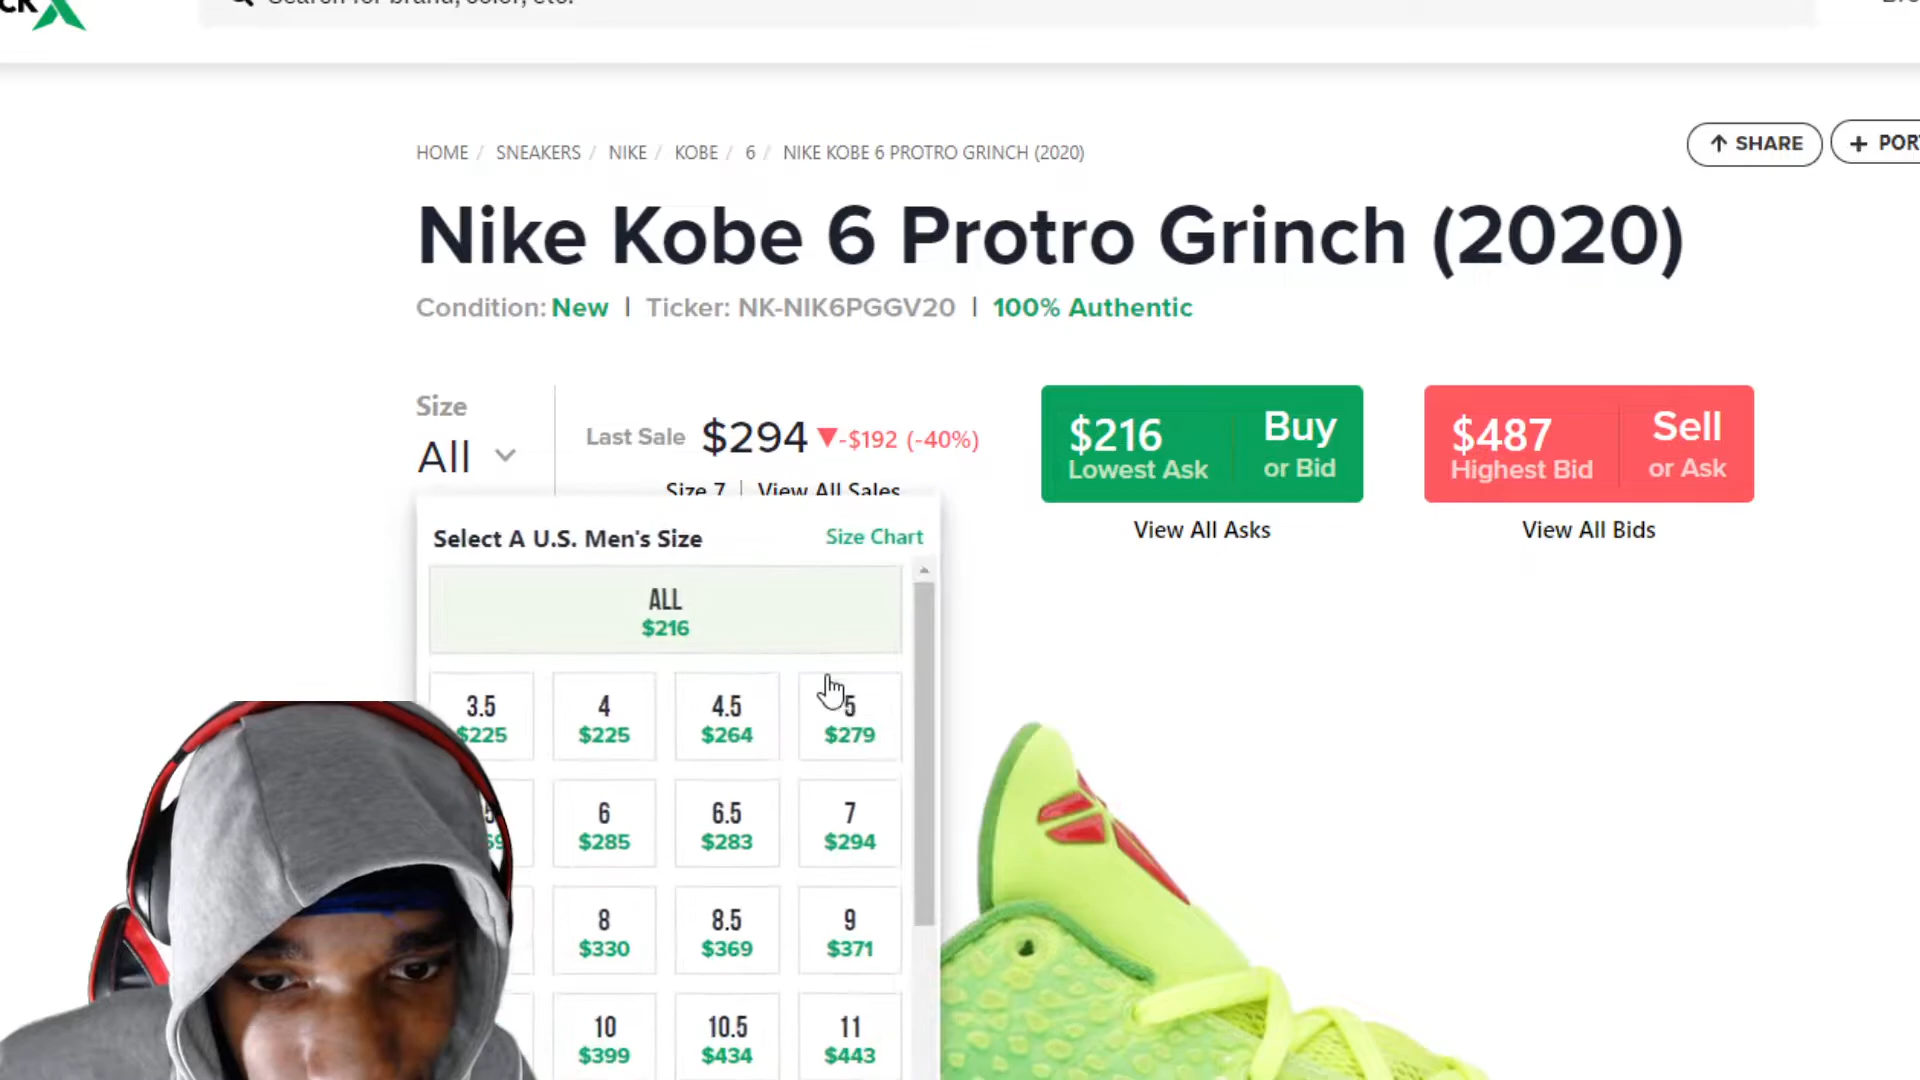 HOME / SNEAKERS / NIKE / KOBE / 6 / NIKE KOBE 6 PROTRO GRINCH (2020)
SHARE
Nike Kobe 6 Protro Grinch (2020)
Condition: New | Ticker: NK-NIK6PGGV20 | 100% Authentic
Size
All
Last Sale $294 ▼-$192 (-40%)
Size 7 | View All Sales
$216 Buy
Lowest Ask or Bid
View All Asks
$487 Sell
Highest Bid or Ask
View All Bids
Select A U.S. Men's Size Size Chart
ALL
$216
3.5 4 4.5 5
$225 $225 $264 $279
6 6.5 7
$285 $283 $294
8 8.5 9
$330 $369 $371
10 10.5 11
$399 $434 $443